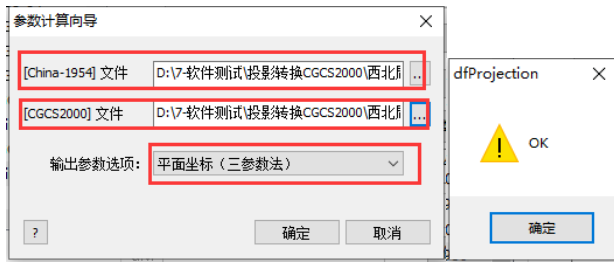 参数计算向导
[China-1954] 文件
D:\7-软件测试\投影转换CGCS2000\西北
...
[CGCS2000] 文件
D:\7-软件测试\投影转换CGCS2000\西北
...
输出参数选项:
平面坐标（三参数法）
?
确定
取消
dfProjection
OK
确定